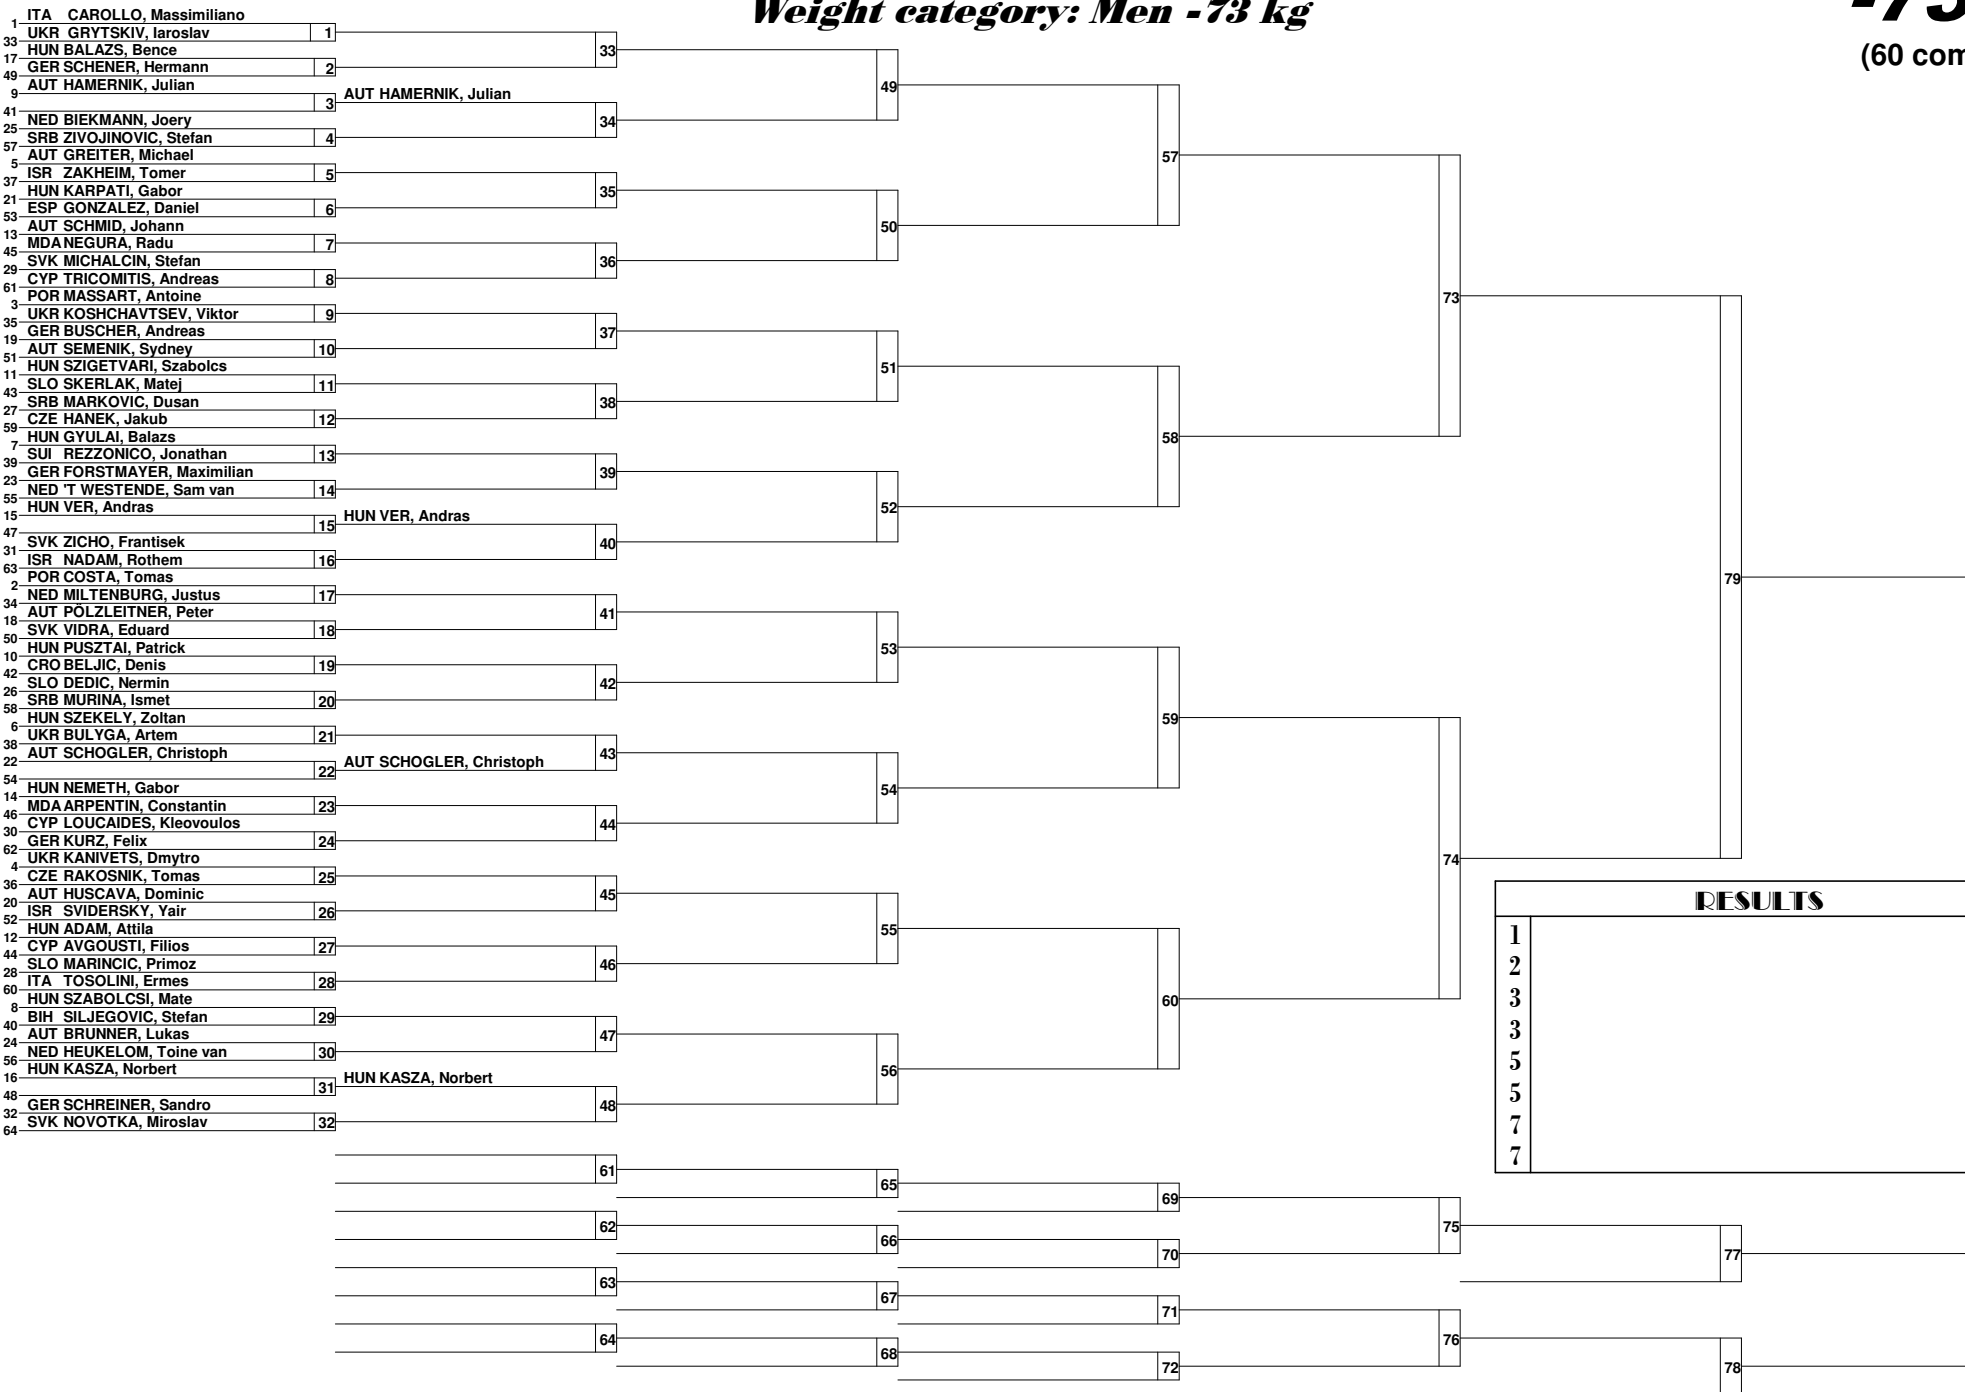 Weight category: Men -73 kg
-73
(60 com
1 ITA CAROLLO, Massimiliano
33 UKR GRYTSKIV, Iaroslav 1
17 HUN BALAZS, Bence
49 GER SCHENER, Hermann 2
9 AUT HAMERNIK, Julian
41 3 AUT HAMERNIK, Julian
25 NED BIEKMANN, Joery
57 SRB ZIVOJINOVIC, Stefan 4
5 AUT GREITER, Michael
37 ISR ZAKHEIM, Tomer 5
21 HUN KARPATI, Gabor
53 ESP GONZALEZ, Daniel 6
13 AUT SCHMID, Johann
45 MDA NEGURA, Radu 7
29 SVK MICHALCIN, Stefan
61 CYP TRICOMITIS, Andreas 8
3 POR MASSART, Antoine
35 UKR KOSHCHAVTSEV, Viktor 9
19 GER BUSCHER, Andreas
51 AUT SEMENIK, Sydney 10
11 HUN SZIGETVARI, Szabolcs
43 SLO SKERLAK, Matej 11
27 SRB MARKOVIC, Dusan
59 CZE HANEK, Jakub 12
7 HUN GYULAI, Balazs
39 SUI REZZONICO, Jonathan 13
23 GER FORSTMAYER, Maximilian
55 NED 'T WESTENDE, Sam van 14
15 HUN VER, Andras
47 15 HUN VER, Andras
31 SVK ZICHO, Frantisek
63 ISR NADAM, Rothem 16
2 POR COSTA, Tomas
34 NED MILTENBURG, Justus 17
18 AUT PÖLZLEITNER, Peter
50 SVK VIDRA, Eduard 18
10 HUN PUSZTAI, Patrick
42 CRO BELJIC, Denis 19
26 SLO DEDIC, Nermin
58 SRB MURINA, Ismet 20
6 HUN SZEKELY, Zoltan
38 UKR BULYGA, Artem 21
22 AUT SCHOGLER, Christoph
54 22 AUT SCHOGLER, Christoph
14 HUN NEMETH, Gabor
46 MDA ARPENTIN, Constantin 23
30 CYP LOUCAIDES, Kleovoulos
62 GER KURZ, Felix 24
4 UKR KANIVETS, Dmytro
36 CZE RAKOSNIK, Tomas 25
20 AUT HUSCAVA, Dominic
52 ISR SVIDERSKY, Yair 26
12 HUN ADAM, Attila
44 CYP AVGOUSTI, Filios 27
28 SLO MARINCIC, Primoz
60 ITA TOSOLINI, Ermes 28
8 HUN SZABOLCSI, Mate
40 BIH SILJEGOVIC, Stefan 29
24 AUT BRUNNER, Lukas
56 NED HEUKELOM, Toine van 30
16 HUN KASZA, Norbert
48 31 HUN KASZA, Norbert
32 GER SCHREINER, Sandro
64 SVK NOVOTKA, Miroslav 32
33
34
35
36
37
38
39
40
41
42
43
44
45
46
47
48
49
50
51
52
53
54
55
56
57
58
59
60
73
74
79
RESULTS
1
2
3
3
5
5
7
7
61
62
63
64
65
66
67
68
69
70
71
72
75
76
77
78